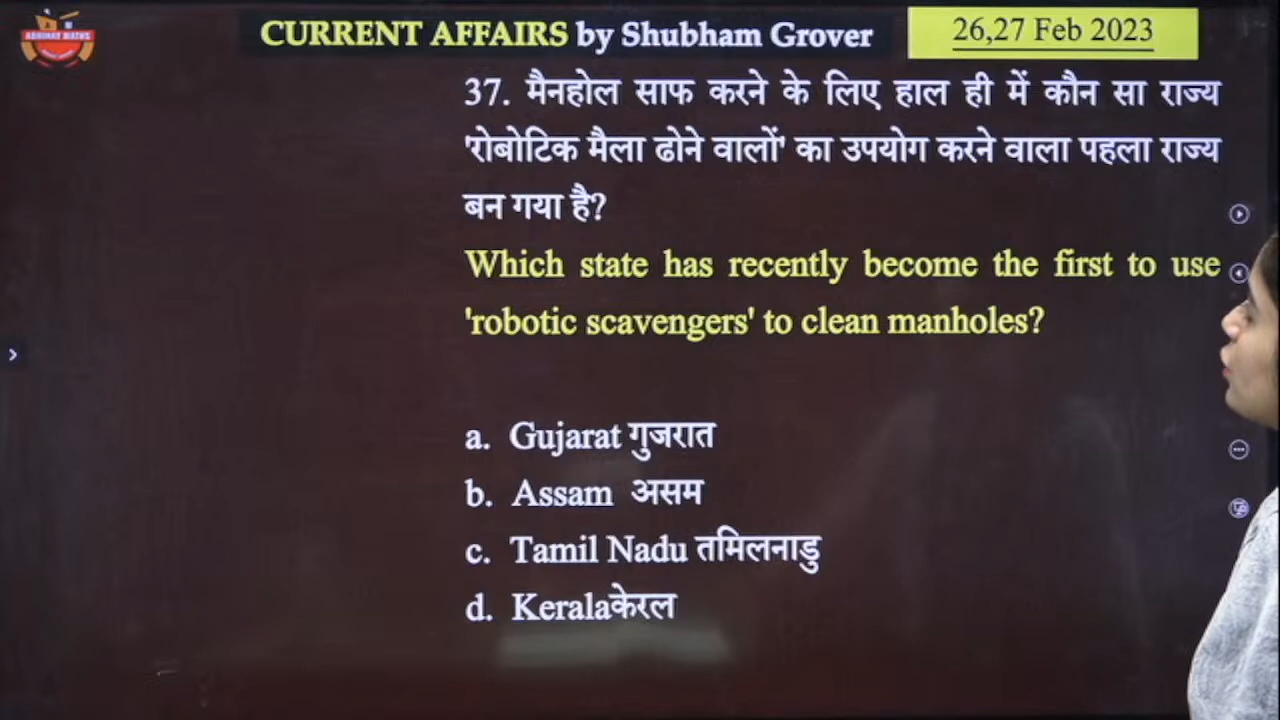 ABHINAY MATHS
CURRENT AFFAIRS by Shubham Grover
26,27 Feb 2023
37. मैनहोल साफ करने के लिए हाल ही में कौन सा राज्य
'रोबोटिक मैला ढोने वालों' का उपयोग करने वाला पहला राज्य
बन गया है?
Which state has recently become the first to use
'robotic scavengers' to clean manholes?
a. Gujarat गुजरात
b. Assam असम
c. Tamil Nadu तमिलनाडु
d. Keralaकेरल